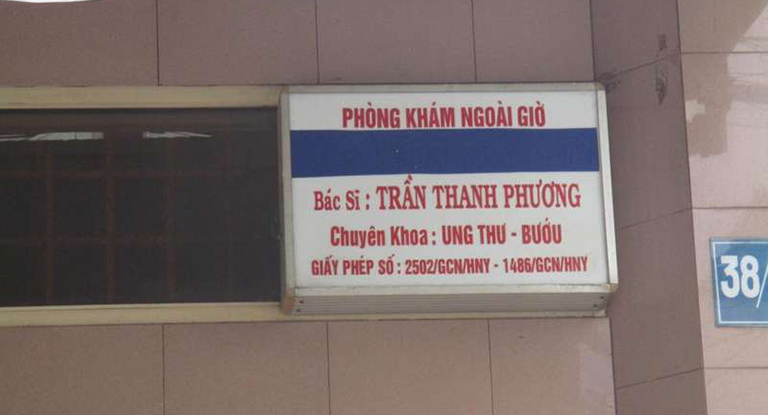 PHÒNG KHÁM NGOÀI GIỜ
Bác Sĩ : TRẦN THANH PHƯƠNG
Chuyên Khoa : UNG THƯ - BƯỚU
GIẤY PHÉP SỐ : 2502/GCN/HNY - 1486/GCN/HNY
38/